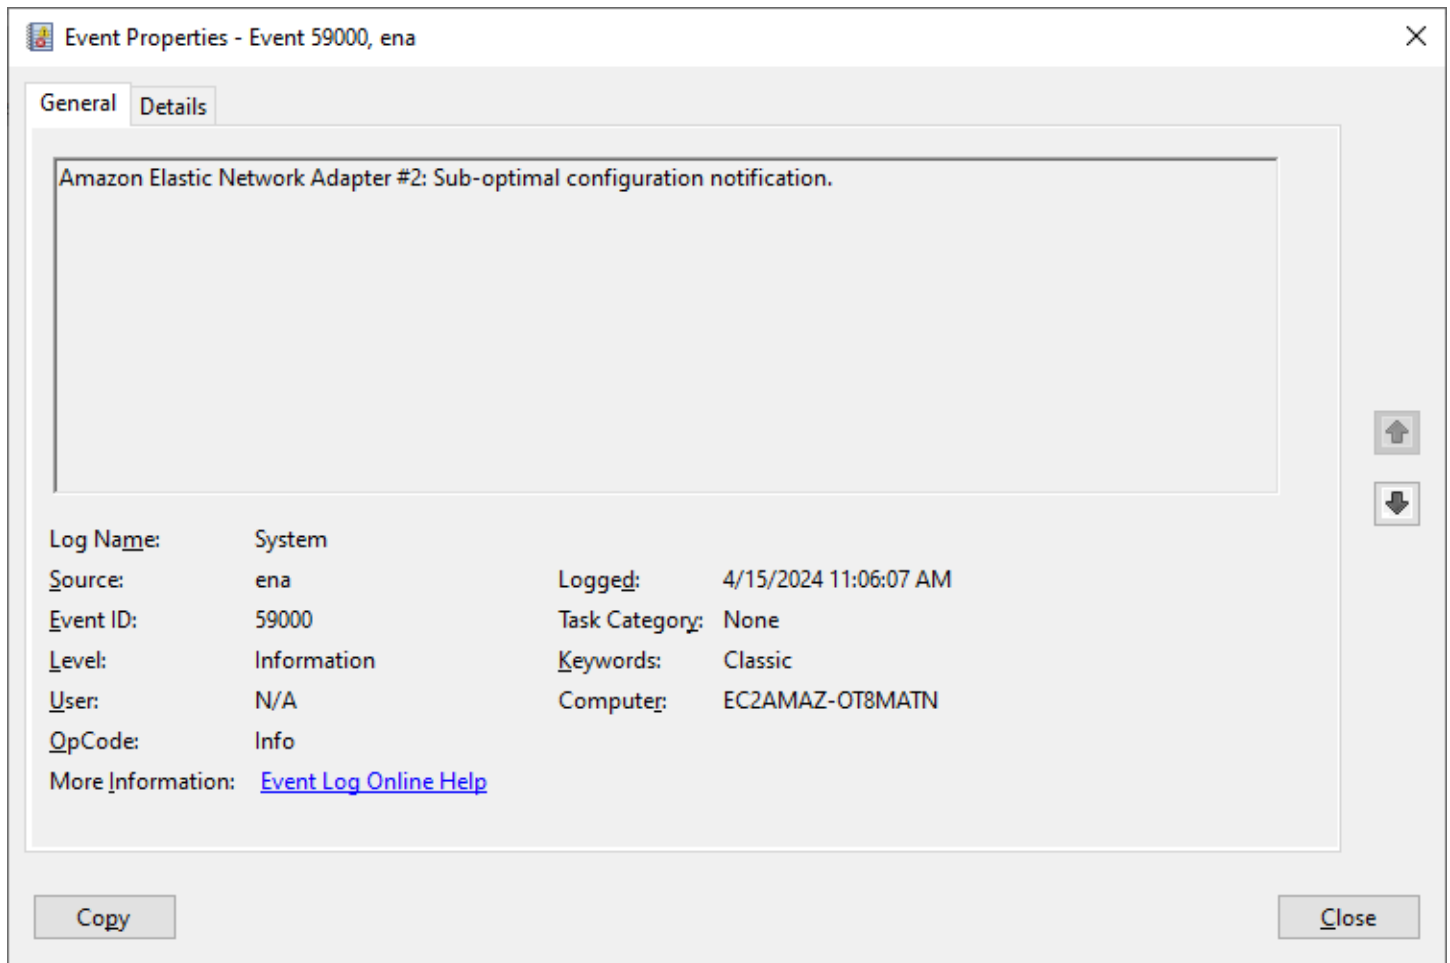 Event Properties - Event 59000, ena
General Details
Amazon Elastic Network Adapter #2: Sub-optimal configuration notification.
Log Name: System
Source: ena Logged: 4/15/2024 11:06:07 AM
Event ID: 59000 Task Category: None
Level: Information Keywords: Classic
User: N/A Computer: EC2AMAZ-OT8MATN
OpCode: Info
More Information: Event Log Online Help
Copy Close